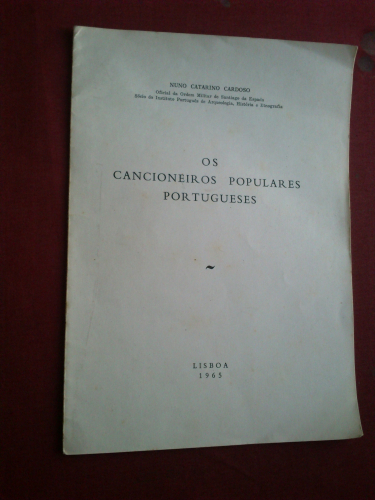 NUNO CATARINO CARDOSO
Oficial da Ordem Militar de Santiago da Espada
Sócio do Instituto Português de Arqueologia, História e Etnografia
OS
CANCIONEIROS POPULARES
PORTUGUESES
~
LISBOA
1965